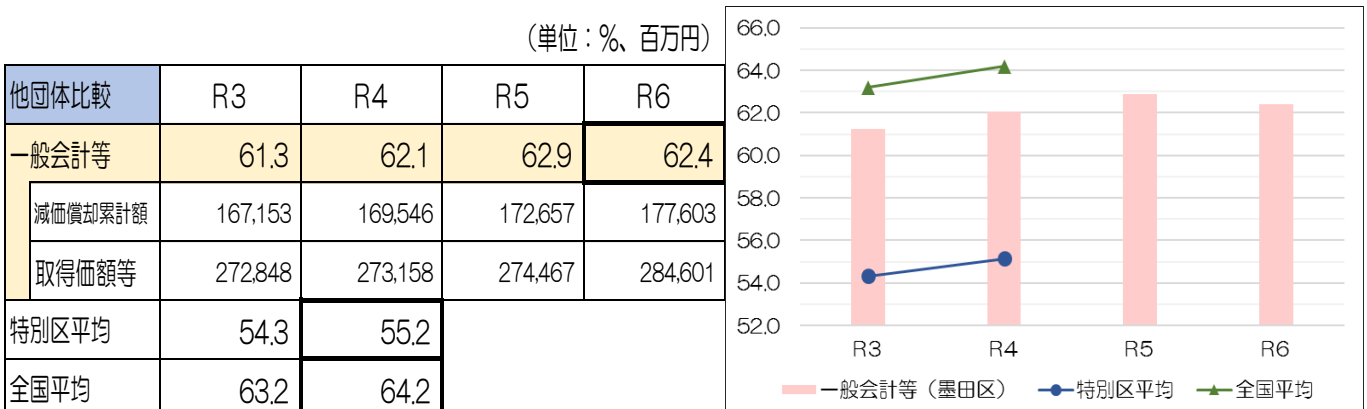 (単位：%、百万円)
他団体比較 R3 R4 R5 R6
一般会計等 61.3 62.1 62.9 62.4
減価償却累計額 167,153 169,546 172,657 177,603
取得価額等 272,848 273,158 274,467 284,601
特別区平均 54.3 55.2
全国平均 63.2 64.2
66.0
64.0
62.0
60.0
58.0
56.0
54.0
52.0
R3 R4 R5 R6
一般会計等（墨田区） 特別区平均 全国平均